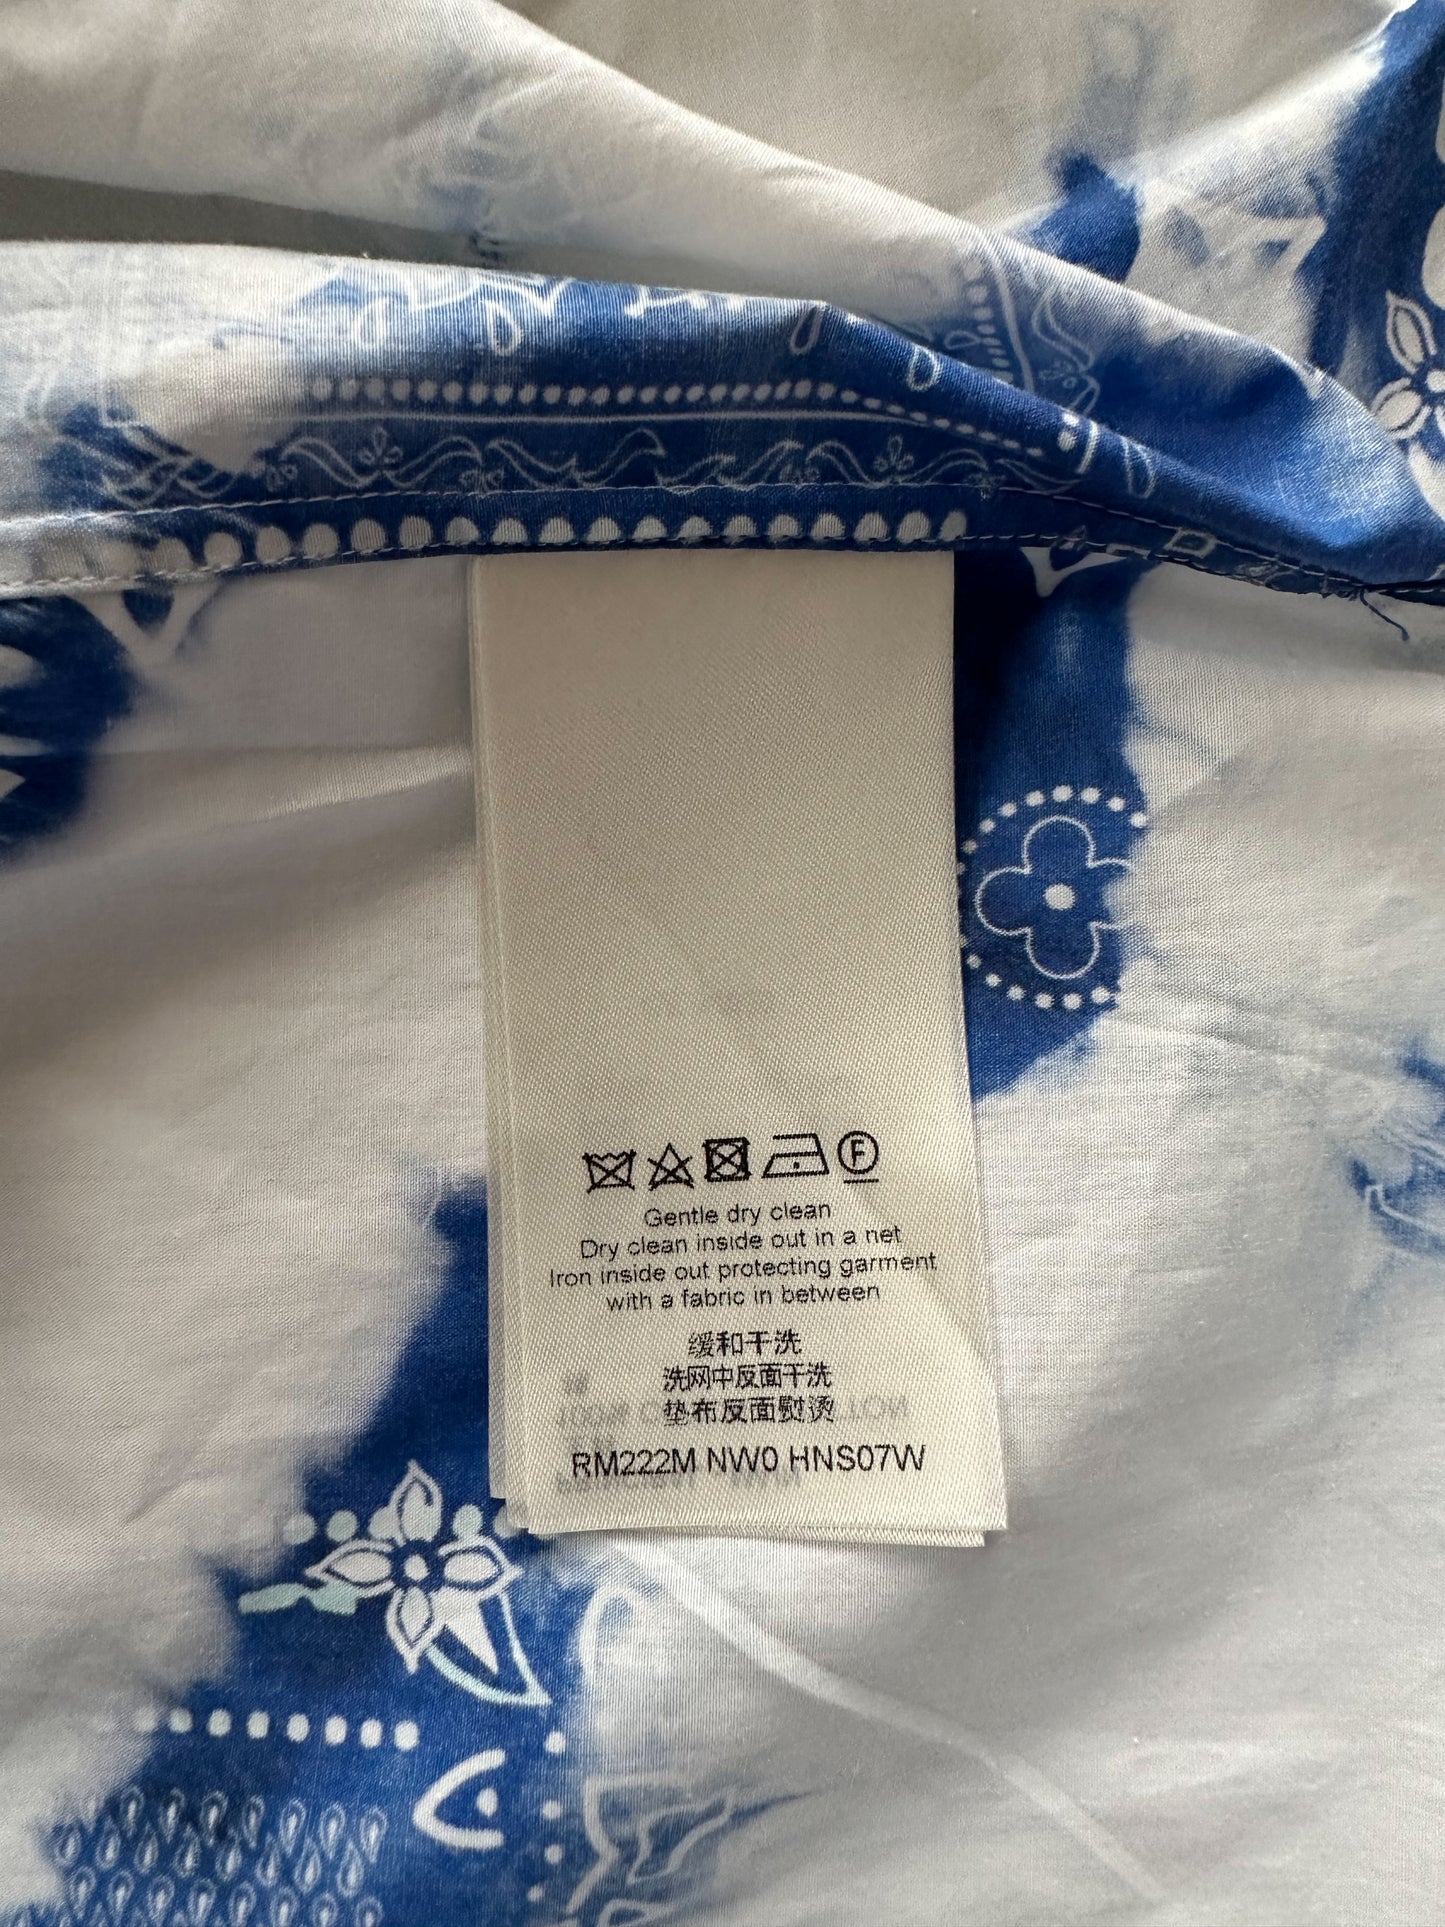 F
Gentle dry clean
Dry clean inside out in a net
Iron inside out protecting garment
with a fabric in between
缓和干洗
洗网中反面干洗
垫布反面熨烫
RM222M NW0 HNS07W